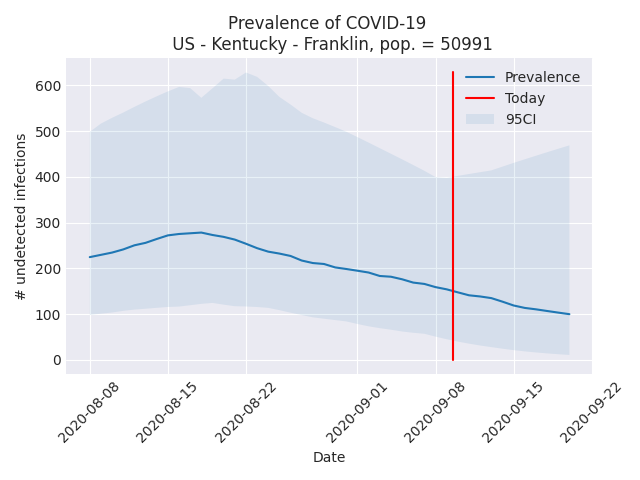 Prevalence of COVID-19
US - Kentucky - Franklin, pop. = 50991
# undetected infections
600
500
400
300
200
100
0
Prevalence
Today
95CI
2020-08-08
2020-08-15
2020-08-22
2020-09-01
2020-09-08
2020-09-15
2020-09-22
Date